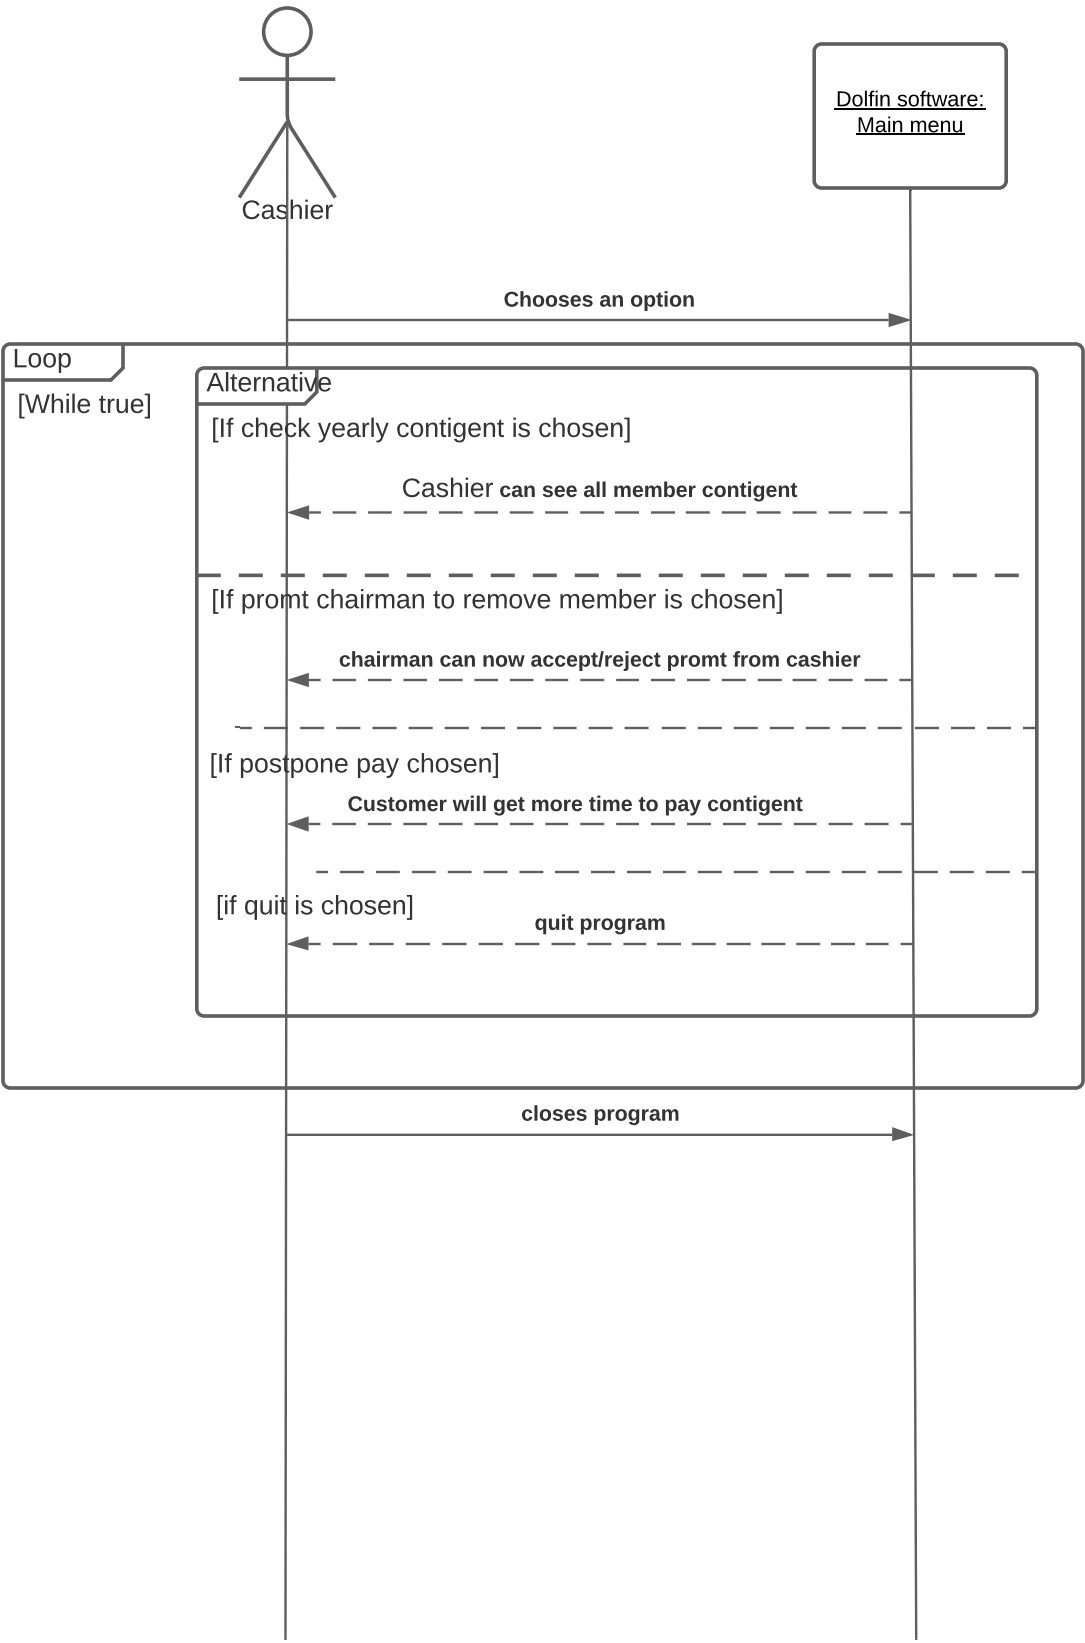 Dolfin software:
Main menu
Cashier
Chooses an option
Loop
Alternative
[While true]
[If check yearly contigent is chosen]
Cashier can see all member contigent
[If promt chairman to remove member is chosen]
chairman can now accept/reject promt from cashier
[If postpone pay chosen]
Customer will get more time to pay contigent
[if quit is chosen]
quit program
closes program